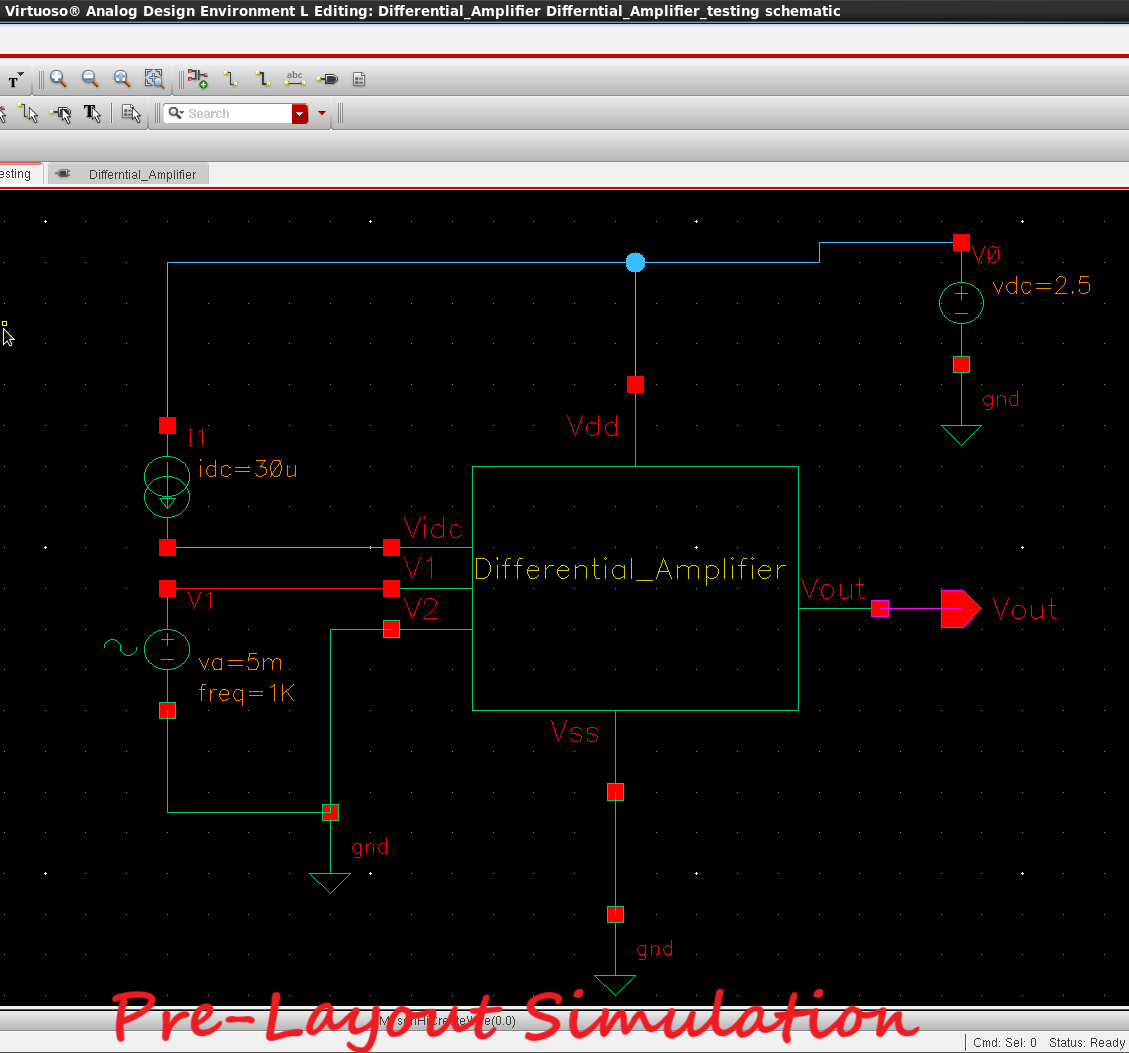 Virtuoso® Analog Design Environment L Editing: Differential_Amplifier Differntial_Amplifier_testing schematic
T
abc
T
Search
esting
Differntial_Amplifier
V0
vdc=2.5
gnd
I1
idc=30u
Vdd
Vidc
V1
V2
Differential_Amplifier
Vout
Vout
V1
va=5m
freq=1K
Vss
gnd
gnd
Pre-Layout Simulation
(0.0)
Cmd: Sel: 0 Status: Ready